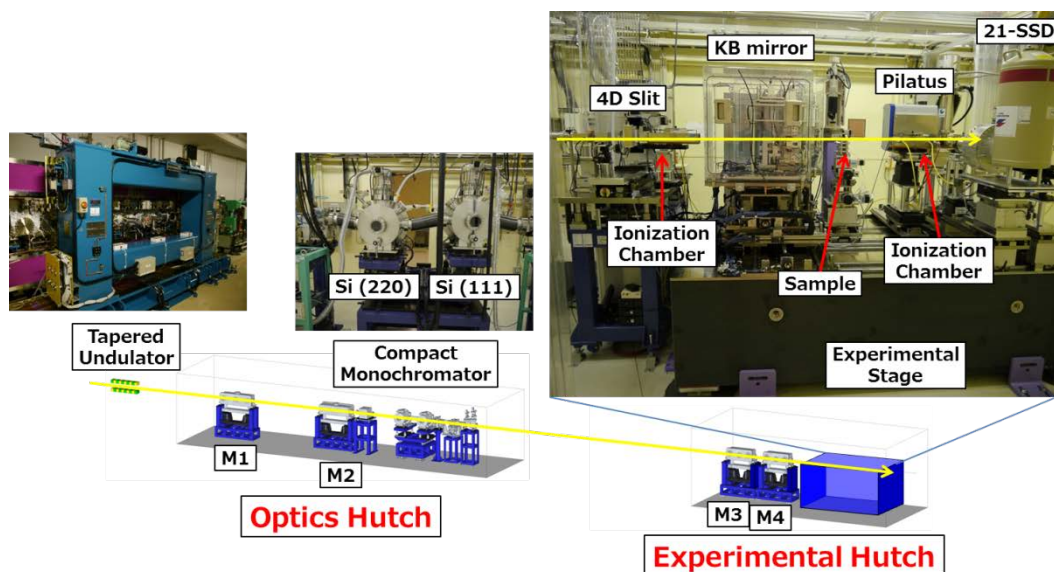 21-SSD
KB mirror
Pilatus
4D Slit
Ionization
Chamber
Sample
Ionization
Chamber
Experimental
Stage
Si (220)
Si (111)
Tapered
Undulator
Compact
Monochromator
M1
M2
Optics Hutch
M3
M4
Experimental Hutch